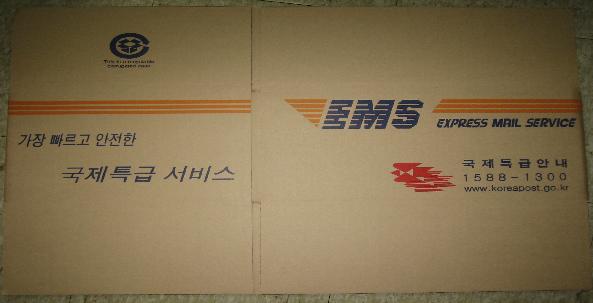 가장 빠르고 안전한
국제특급 서비스
EMS EXPRESS MAIL SERVICE
국제특급안내
1588-1300
www.koreapost.go.kr